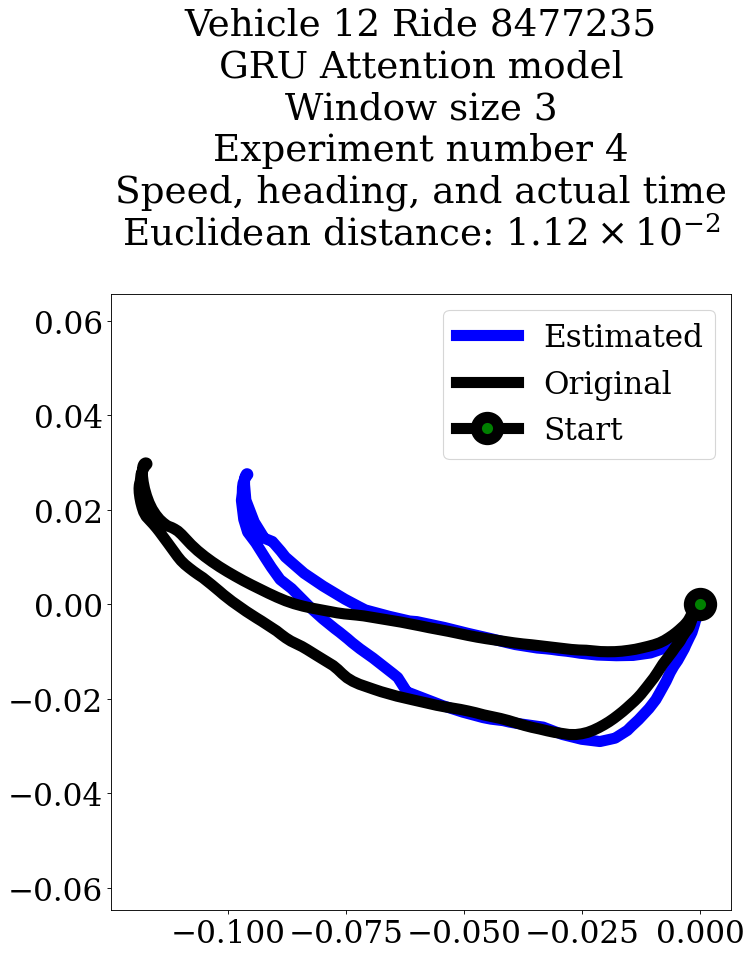 Vehicle 12 Ride 8477235
GRU Attention model
Window size 3
Experiment number 4
Speed, heading, and actual time
Euclidean distance: 1.12 × 10⁻²
Estimated
Original
Start
0.06
0.04
0.02
0.00
−0.02
−0.04
−0.06
−0.100 −0.075 −0.050 −0.025 0.000